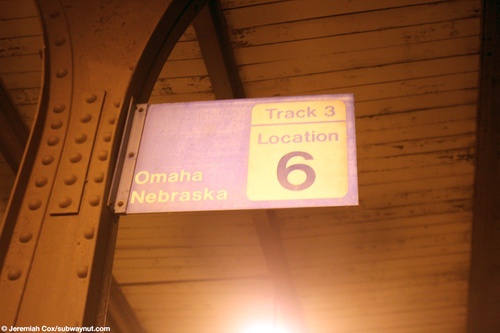 Track 3
Location
6
Omaha
Nebraska
© Jeremiah Cox/subwaynut.com